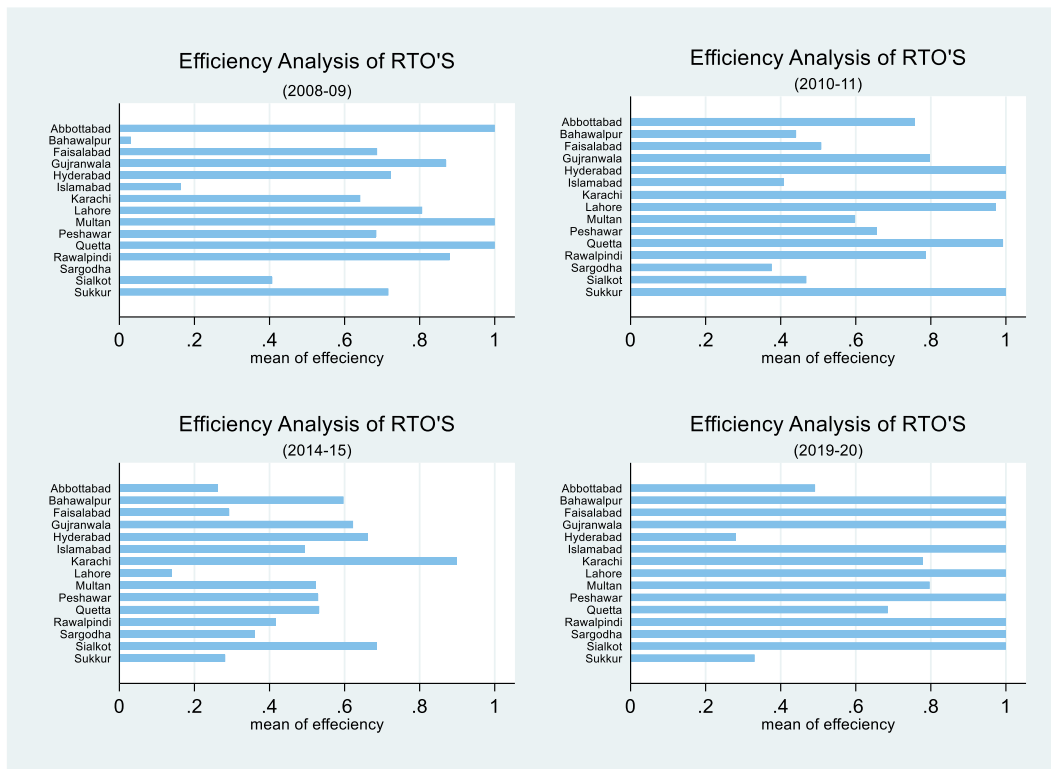 Efficiency Analysis of RTO'S
(2008-09)
Abbottabad
Bahawalpur
Faisalabad
Gujranwala
Hyderabad
Islamabad
Karachi
Lahore
Multan
Peshawar
Quetta
Rawalpindi
Sargodha
Sialkot
Sukkur
0 .2 .4 .6 .8 1
mean of effeciency
Efficiency Analysis of RTO'S
(2010-11)
Abbottabad
Bahawalpur
Faisalabad
Gujranwala
Hyderabad
Islamabad
Karachi
Lahore
Multan
Peshawar
Quetta
Rawalpindi
Sargodha
Sialkot
Sukkur
0 .2 .4 .6 .8 1
mean of effeciency
Efficiency Analysis of RTO'S
(2014-15)
Abbottabad
Bahawalpur
Faisalabad
Gujranwala
Hyderabad
Islamabad
Karachi
Lahore
Multan
Peshawar
Quetta
Rawalpindi
Sargodha
Sialkot
Sukkur
0 .2 .4 .6 .8 1
mean of effeciency
Efficiency Analysis of RTO'S
(2019-20)
Abbottabad
Bahawalpur
Faisalabad
Gujranwala
Hyderabad
Islamabad
Karachi
Lahore
Multan
Peshawar
Quetta
Rawalpindi
Sargodha
Sialkot
Sukkur
0 .2 .4 .6 .8 1
mean of effeciency